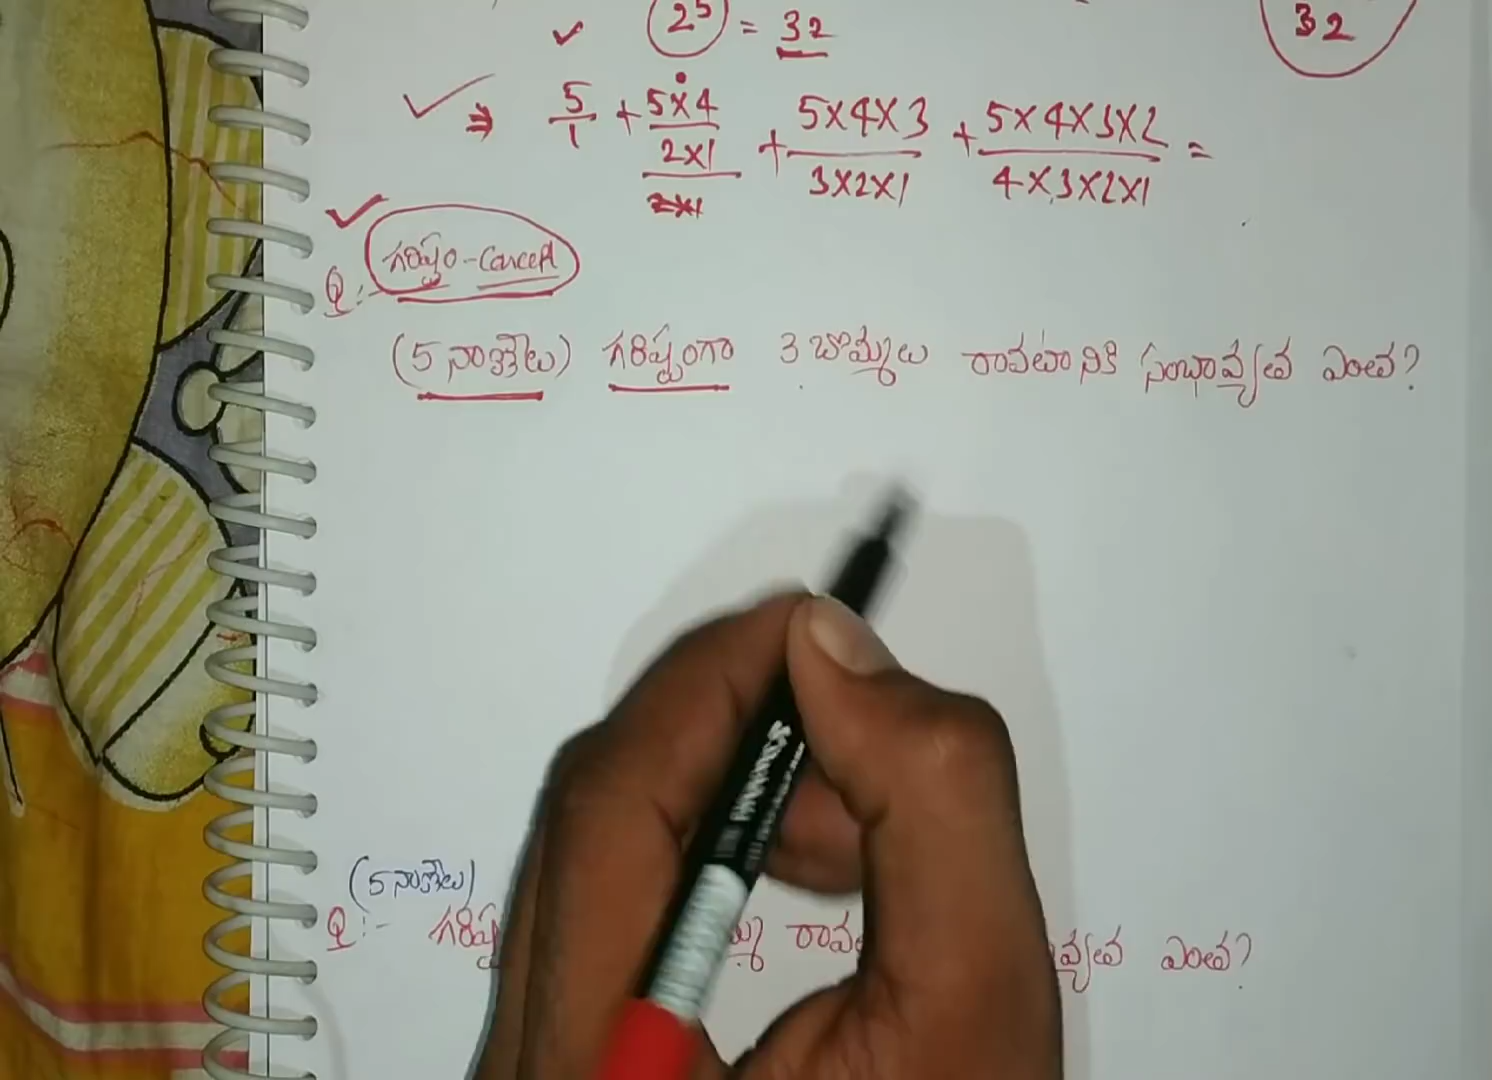 2⁵ = 32
32
⇒ 5/1 + 5×4/2×1 + 5×4×3/3×2×1 + 5×4×3×2/4×3×2×1 =
Q:- గరిష్టం - Concept
(5 నాణేలు) గరిష్టంగా 3 బొమ్మలు రావటానికి సంభావ్యత ఎంత?
(5 నాణేలు)
Q:- ఎంత?